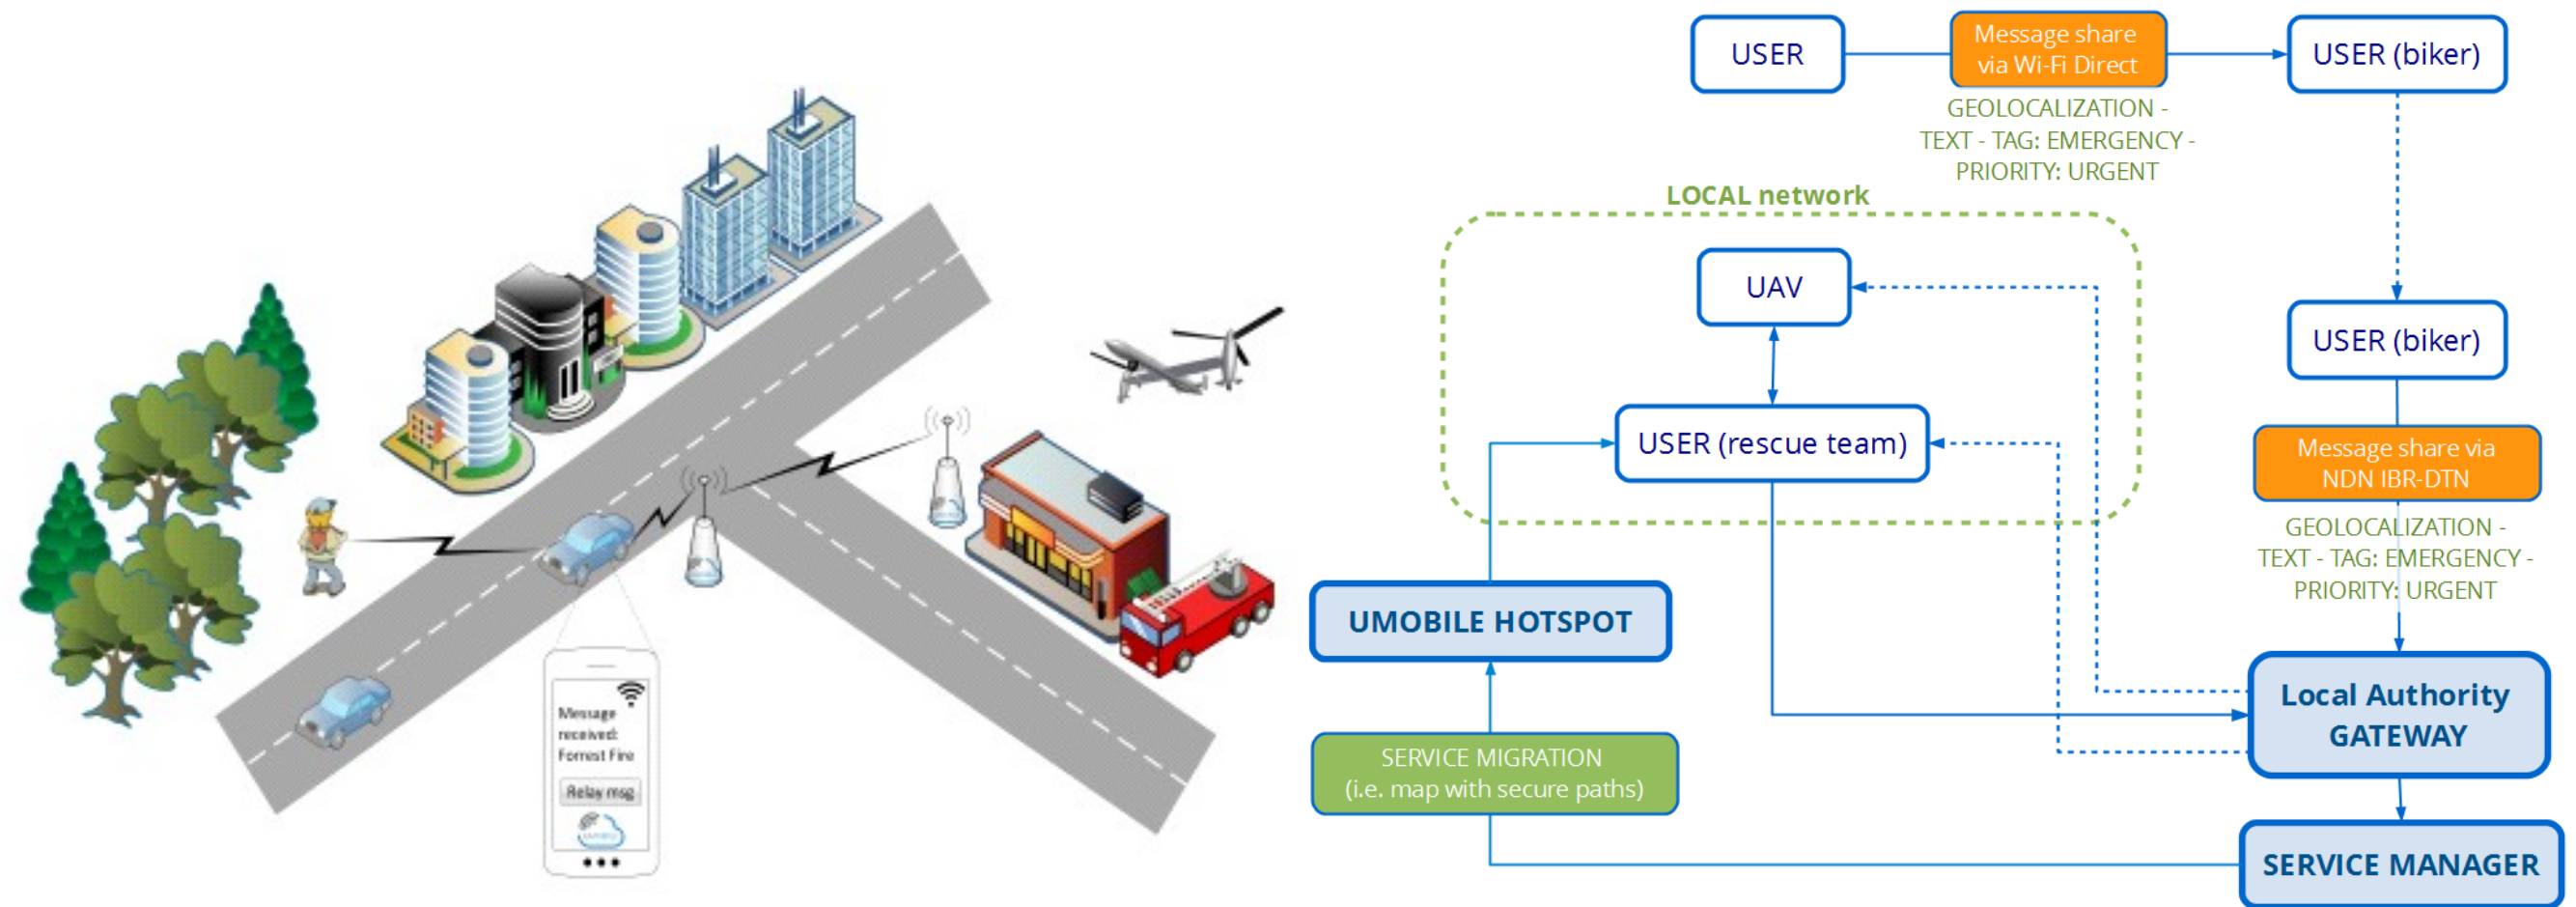 Message
received:
Forrest Fire
Relay msg
USER
Message share
via Wi-Fi Direct
USER (biker)
GEOLOCALIZATION -
TEXT - TAG: EMERGENCY -
PRIORITY: URGENT
LOCAL network
UAV
USER (biker)
USER (rescue team)
Message share via
NDN IBR-DTN
GEOLOCALIZATION -
TEXT - TAG: EMERGENCY -
PRIORITY: URGENT
UMOBILE HOTSPOT
Local Authority
GATEWAY
SERVICE MIGRATION
(i.e. map with secure paths)
SERVICE MANAGER